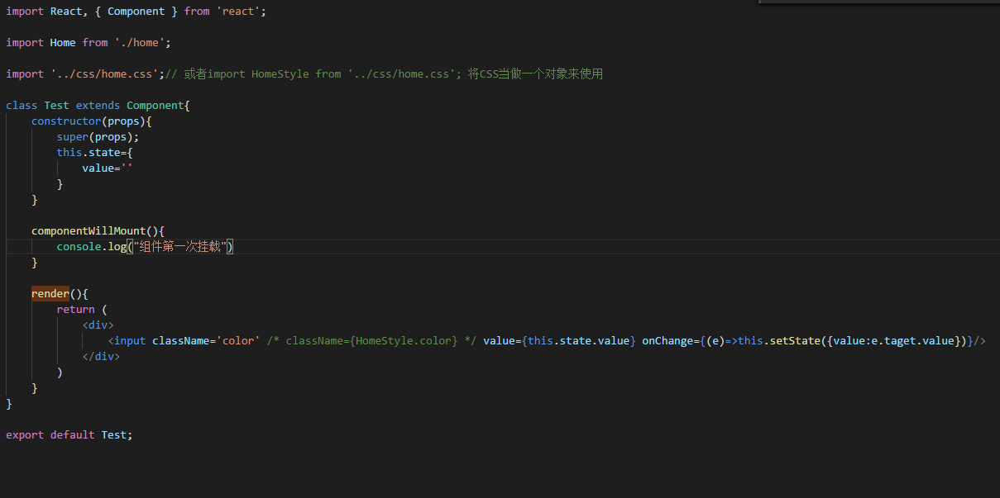 import React, { Component } from 'react';
import Home from './home';
import '../css/home.css';// 或者import HomeStyle from '../css/home.css'; 将CSS当做一个对象来使用
class Test extends Component{
    constructor(props){
        super(props);
        this.state={
            value=''
        }
    }
    componentWillMount(){
        console.log("组件第一次挂载")
    }
    render(){
        return (
            <div>
                <input className='color' /* className={HomeStyle.color} */ value={this.state.value} onChange={(e)=>this.setState({value:e.taget.value})}/>
            </div>
        )
    }
}
export default Test;